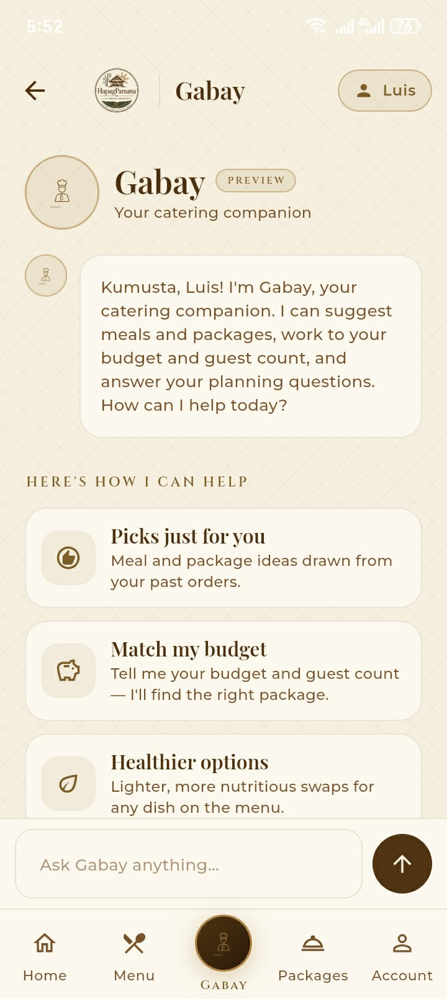 5:52
4G
76
HapagPamana
CATERING SERVICES
Gabay
Luis
Gabay
PREVIEW
Your catering companion
Kumusta, Luis! I'm Gabay, your
catering companion. I can suggest
meals and packages, work to your
budget and guest count, and
answer your planning questions.
How can I help today?
HERE'S HOW I CAN HELP
Picks just for you
Meal and package ideas drawn from
your past orders.
Match my budget
Tell me your budget and guest count
— I'll find the right package.
Healthier options
Lighter, more nutritious swaps for
any dish on the menu.
Ask Gabay anything...
Home
Menu
GABAY
Packages
Account